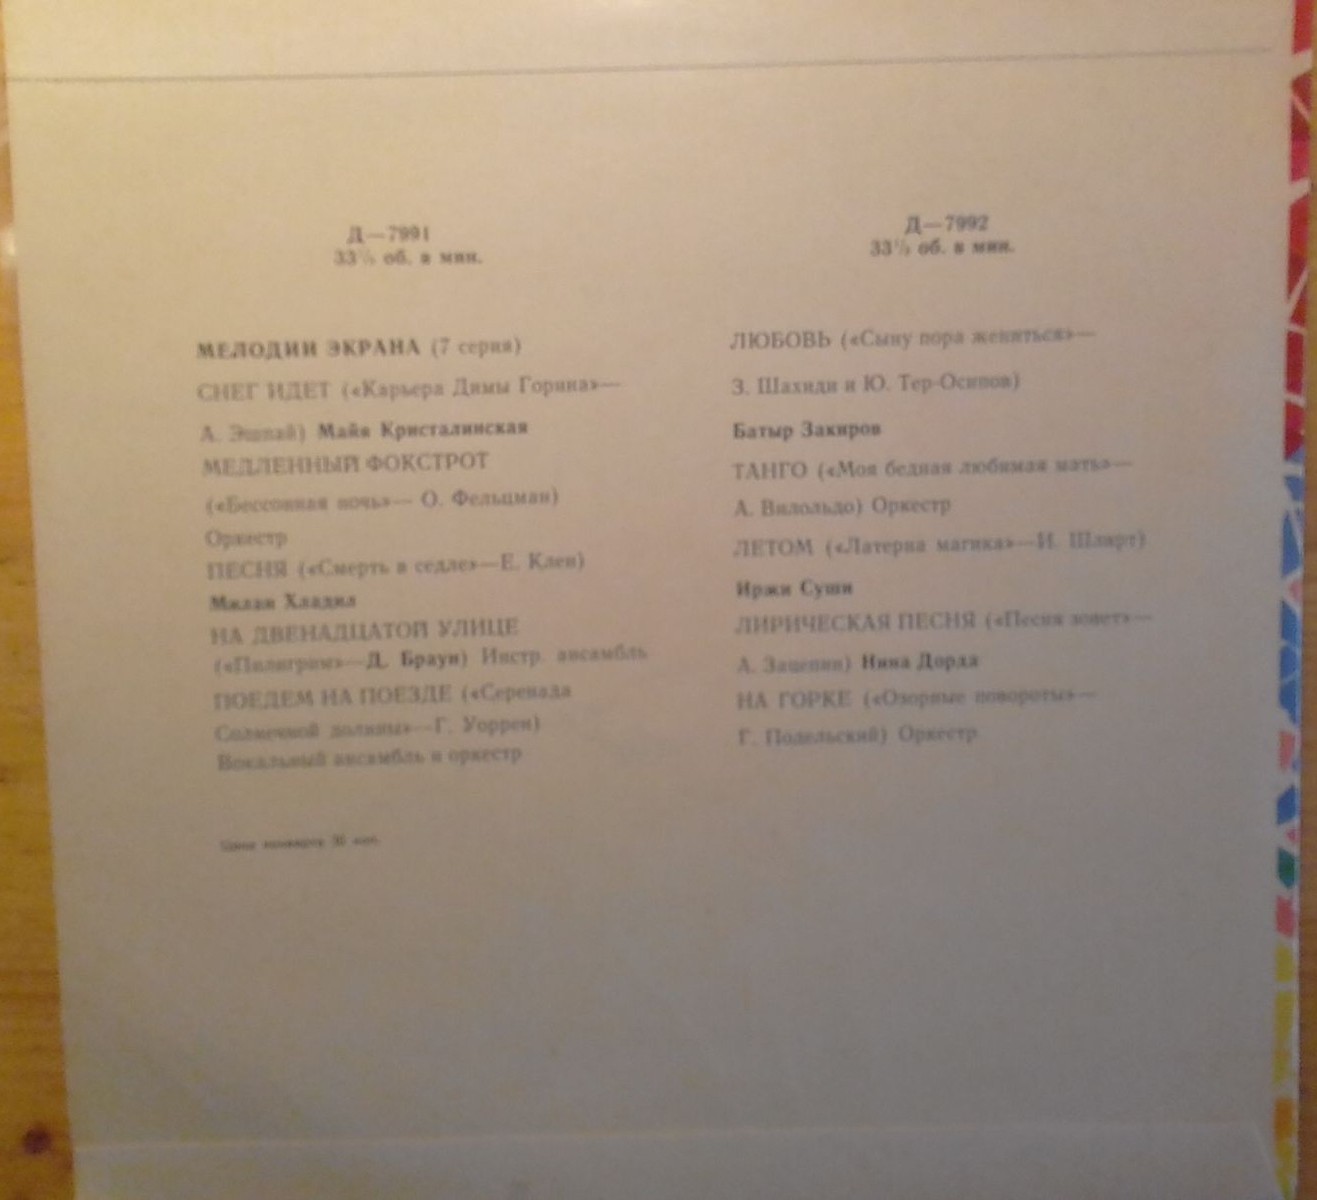 Д—7991
33⅓ об. в мин.
МЕЛОДИИ ЭКРАНА (7 серия)
СНЕГ ИДЕТ («Карьера Димы Горина»—
А. Эшпай) Майя Кристалинская
МЕДЛЕННЫЙ ФОКСТРОТ
(«Бессонная ночь»— О. Фельцман)
Оркестр
ПЕСНЯ («Смерть в седле»—Е. Клен)
Милан Хладил
НА ДВЕНАДЦАТОЙ УЛИЦЕ
(«Пилигрим»—Д. Браун) Инстр. ансамбль
ПОЕДЕМ НА ПОЕЗДЕ («Серенада
Солнечной долины»—Г. Уоррен)
Вокальный ансамбль и оркестр
Цена конверта коп.
Д—7992
33⅓ об. в мин.
ЛЮБОВЬ («Сыну пора жениться»—
З. Шахиди и Ю. Тер-Осипов)
Батыр Закиров
ТАНГО («Моя бедная любимая мать»—
А. Вилольдо) Оркестр
ЛЕТОМ («Латерна магика»—И. Шлитр)
Иржи Суши
ЛИРИЧЕСКАЯ ПЕСНЯ («Песня зовет»—
А. Зацепин) Нина Дорда
НА ГОРКЕ («Озорные повороты»—
Г. Подельский) Оркестр